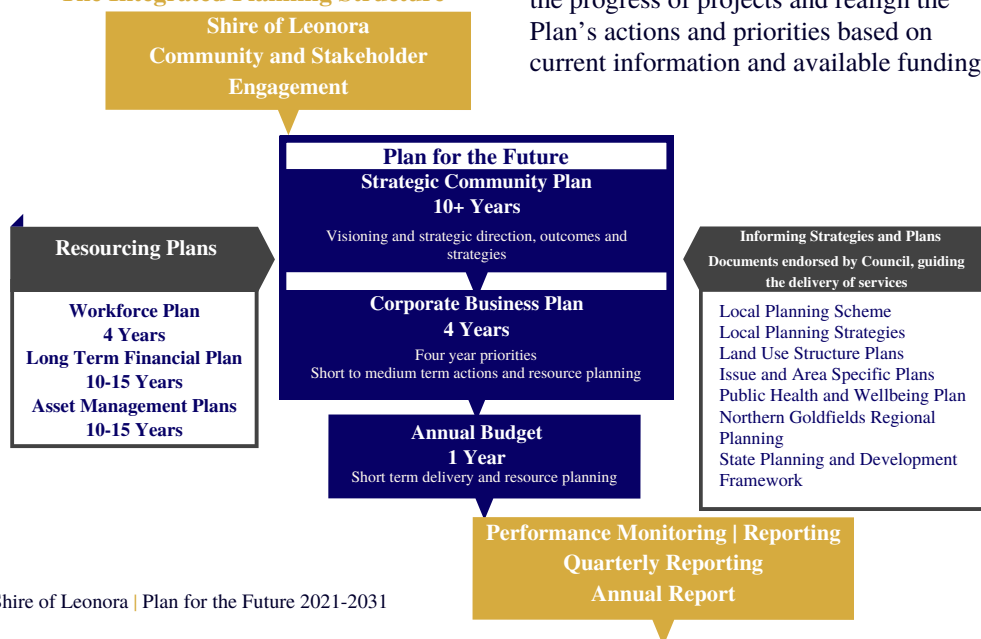 The Integrated Planning Structure
the progress of projects and realign the
Plan's actions and priorities based on
current information and available funding
Shire of Leonora
Community and Stakeholder
Engagement
Plan for the Future
Strategic Community Plan
10+ Years
Visioning and strategic direction, outcomes and
strategies
Corporate Business Plan
4 Years
Four year priorities
Short to medium term actions and resource planning
Resourcing Plans
Workforce Plan
4 Years
Long Term Financial Plan
10-15 Years
Asset Management Plans
10-15 Years
Informing Strategies and Plans
Documents endorsed by Council, guiding
the delivery of services
Local Planning Scheme
Local Planning Strategies
Land Use Structure Plans
Issue and Area Specific Plans
Public Health and Wellbeing Plan
Northern Goldfields Regional
Planning
State Planning and Development
Framework
Annual Budget
1 Year
Short term delivery and resource planning
Performance Monitoring | Reporting
Quarterly Reporting
Annual Report
Shire of Leonora | Plan for the Future 2021-2031